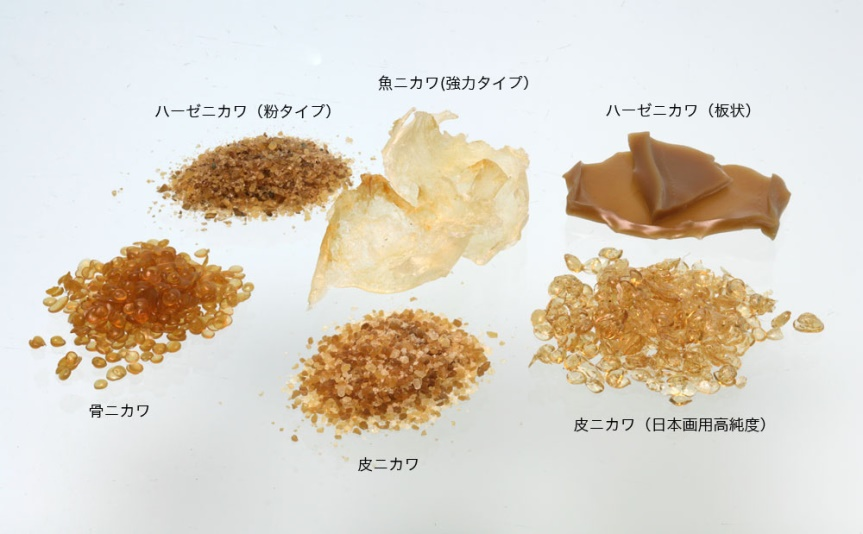 魚ニカワ(強力タイプ)
ハーゼニカワ（粉タイプ）
ハーゼニカワ（板状）
骨ニカワ
皮ニカワ（日本画用高純度）
皮ニカワ